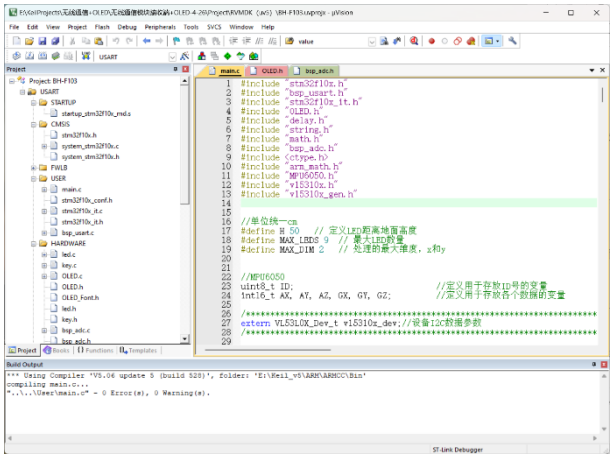 E:\KeilProjects\无线通信+OLED\无线通信模块接收端+OLED-4-26\Project\RVMDK（uv5）\BH-F103.uvprojx - µVision
File Edit View Project Flash Debug Peripherals Tools SVCS Window Help
value
USART
Project
main.c OLED.h bsp_adc.h
Project: BH-F103
USART
STARTUP
startup_stm32f10x_md.s
CMSIS
stm32f10x.h
system_stm32f10x.c
system_stm32f10x.h
FWLB
USER
main.c
stm32f10x_conf.h
stm32f10x_it.c
stm32f10x_it.h
bsp_usart.c
HARDWARE
led.c
key.c
OLED.c
OLED.h
OLED_Font.h
led.h
key.h
bsp_adc.c
bsp_adc.h
1 #include "stm32f10x.h"
2 #include "bsp_usart.h"
3 #include "stm32f10x_it.h"
4 #include "OLED.h"
5 #include "delay.h"
6 #include "string.h"
7 #include "math.h"
8 #include "bsp_adc.h"
9 #include <ctype.h>
10 #include "arm_math.h"
11 #include "MPU6050.h"
12 #include "vl53l0x.h"
13 #include "vl53l0x_gen.h"
14
15
16 //单位统一cm
17 #define H 50 // 定义LED距离地面高度
18 #define MAX_LEDS 9 // 最大LED数量
19 #define MAX_DIM 2 // 处理的最大维度，x和y
20
21
22 //MPU6050
23 uint8_t ID; //定义用于存放ID号的变量
24 int16_t AX, AY, AZ, GX, GY, GZ; //定义用于存放各个数据的变量
25
26 /******************************************************************
27 extern VL53L0X_Dev_t vl53l0x_dev;//设备I2C数据参数
28 /******************************************************************
29
Project Books {} Functions Templates
Build Output
*** Using Compiler 'V5.06 update 5 (build 528)', folder: 'E:\Keil_v5\ARM\ARMCC\Bin'
compiling main.c...
"..\..\User\main.c" - 0 Error(s), 0 Warning(s).
ST-Link Debugger